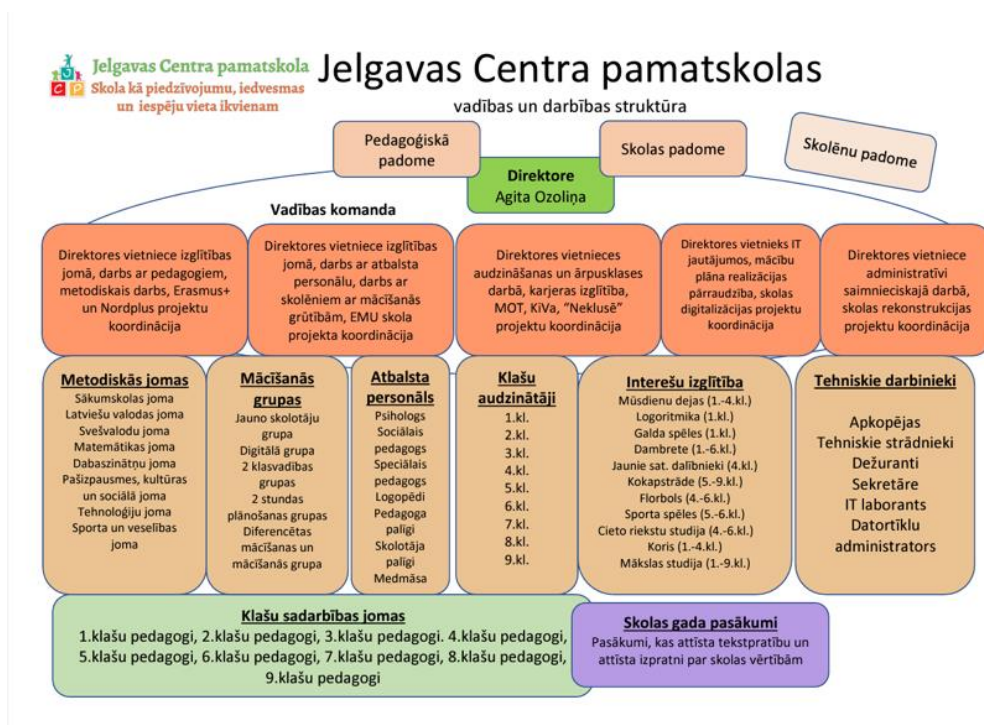 Jelgavas Centra pamatskola
Skola kā piedzīvojumu, iedvesmas
un iespēju vieta ikvienam
J
C P
Jelgavas Centra pamatskolas
vadības un darbības struktūra
Pedagoģiskā
padome
Skolas padome
Skolēnu padome
Direktore
Agita Ozoliņa
Vadības komanda
Direktores vietniece izglītības
jomā, darbs ar pedagogiem,
metodiskais darbs, Erasmus+
un Nordplus projektu
koordinācija
Direktores vietniece izglītības
jomā, darbs ar atbalsta
personālu, darbs ar
skolēniem ar mācīšanās
grūtībām, EMU skola
projekta koordinācija
Direktores vietnieces
audzināšanas un ārpusklases
darbā, karjeras izglītība,
MOT, KiVa, “Neklusē”
projektu koordinācija
Direktores vietnieks IT
jautājumos, mācību
plāna realizācijas
pārraudzība, skolas
digitalizācijas projektu
koordinācija
Direktores vietniece
administratīvi
saimnieciskajā darbā,
skolas rekonstrukcijas
projektu koordinācija
Metodiskās jomas
Sākumskolas joma
Latviešu valodas joma
Svešvalodu joma
Matemātikas joma
Dabaszinātņu joma
Pašizpausmes, kultūras
un sociālā joma
Tehnoloģiju joma
Sporta un veselības
joma
Mācīšanās
grupas
Jauno skolotāju
grupa
Digitālā grupa
2 klasvadības
grupas
2 stundas
plānošanas grupas
Diferencētas
mācīšanas un
mācīšanās grupa
Atbalsta
personāls
Psihologs
Sociālais
pedagogs
Speciālais
pedagogs
Logopēdi
Pedagoga
palīgi
Skolotāja
palīgi
Medmāsa
Klašu
audzinātāji
1.kl.
2.kl.
3.kl.
4.kl.
5.kl.
6.kl.
7.kl.
8.kl.
9.kl.
Interešu izglītība
Mūsdienu dejas (1.-4.kl.)
Logoritmika (1.kl.)
Galda spēles (1.kl.)
Dambrete (1.-6.kl.)
Jaunie sat. dalībnieki (4.kl.)
Kokapstrāde (5.-9.kl.)
Florbols (4.-6.kl.)
Sporta spēles (5.-6.kl.)
Cieto riekstu studija (4.-6.kl.)
Koris (1.-4.kl.)
Mākslas studija (1.-9.kl.)
Tehniskie darbinieki
Apkopējas
Tehniskie strādnieki
Dežuranti
Sekretāre
IT laborants
Datortīklu
administrators
Klašu sadarbības jomas
1.klašu pedagogi, 2.klašu pedagogi, 3.klašu pedagogi. 4.klašu pedagogi,
5.klašu pedagogi, 6.klašu pedagogi, 7.klašu pedagogi, 8.klašu pedagogi,
9.klašu pedagogi
Skolas gada pasākumi
Pasākumi, kas attīsta tekstpratību un
attīsta izpratni par skolas vērtībām